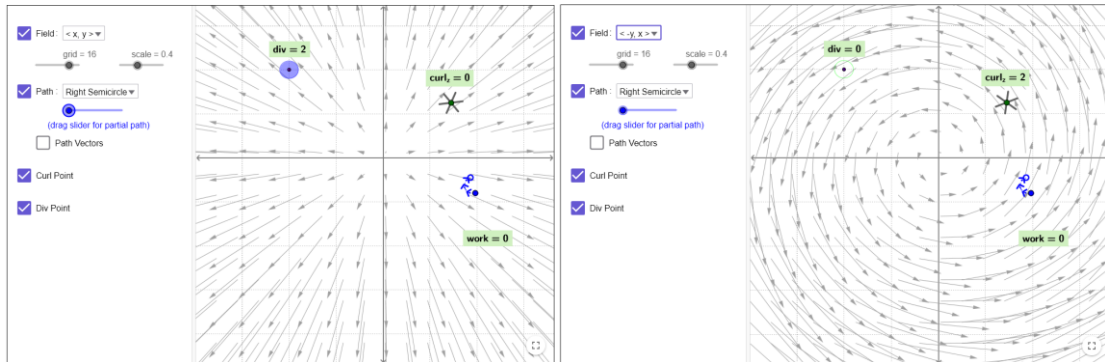 Field: < x, y >
grid = 16 scale = 0.4
Path: Right Semicircle
(drag slider for partial path)
Path Vectors
Curl Point
Div Point
div = 2
curl_z = 0
work = 0
Field: < -y, x >
grid = 16 scale = 0.4
Path: Right Semicircle
(drag slider for partial path)
Path Vectors
Curl Point
Div Point
div = 0
curl_z = 2
work = 0